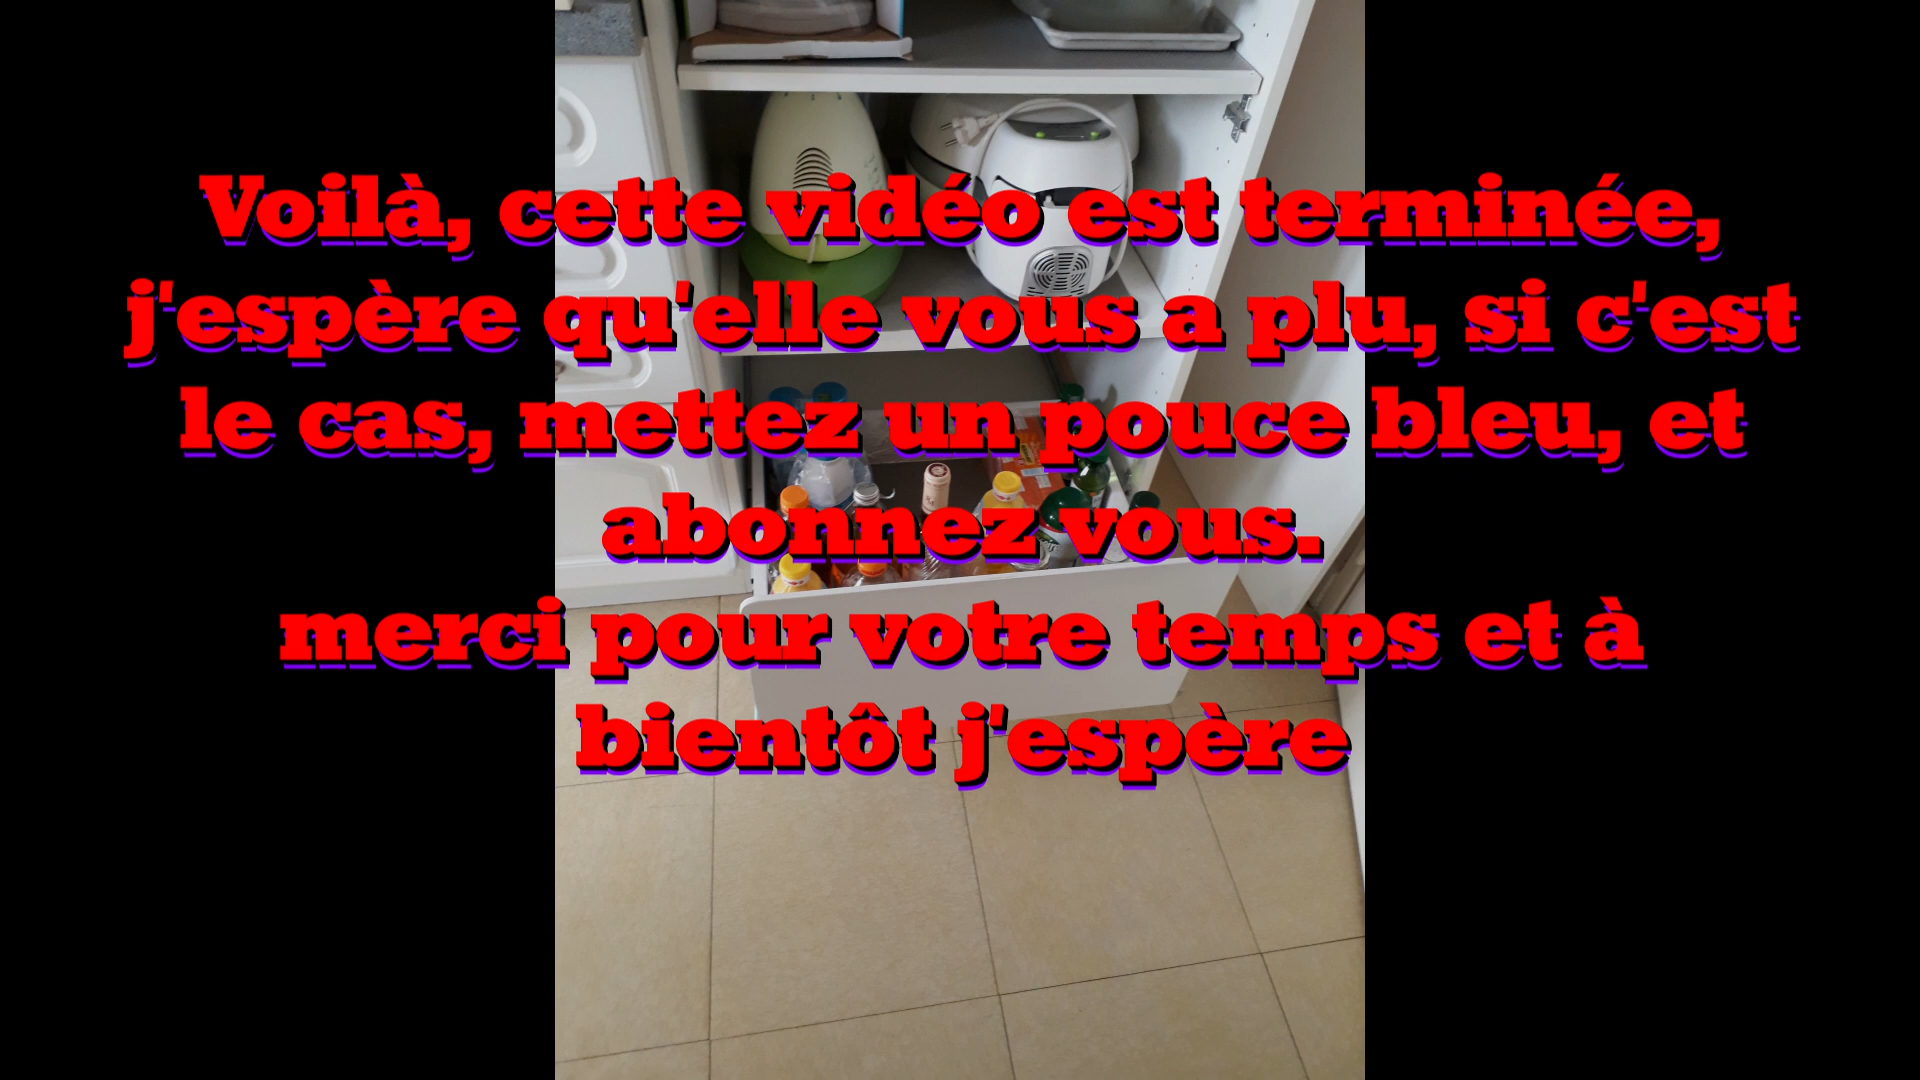 Voilà, cette vidéo est terminée,
j'espère qu'elle vous a plu, si c'est
le cas, mettez un pouce bleu, et
abonnez vous.
merci pour votre temps et à
bientôt j'espère